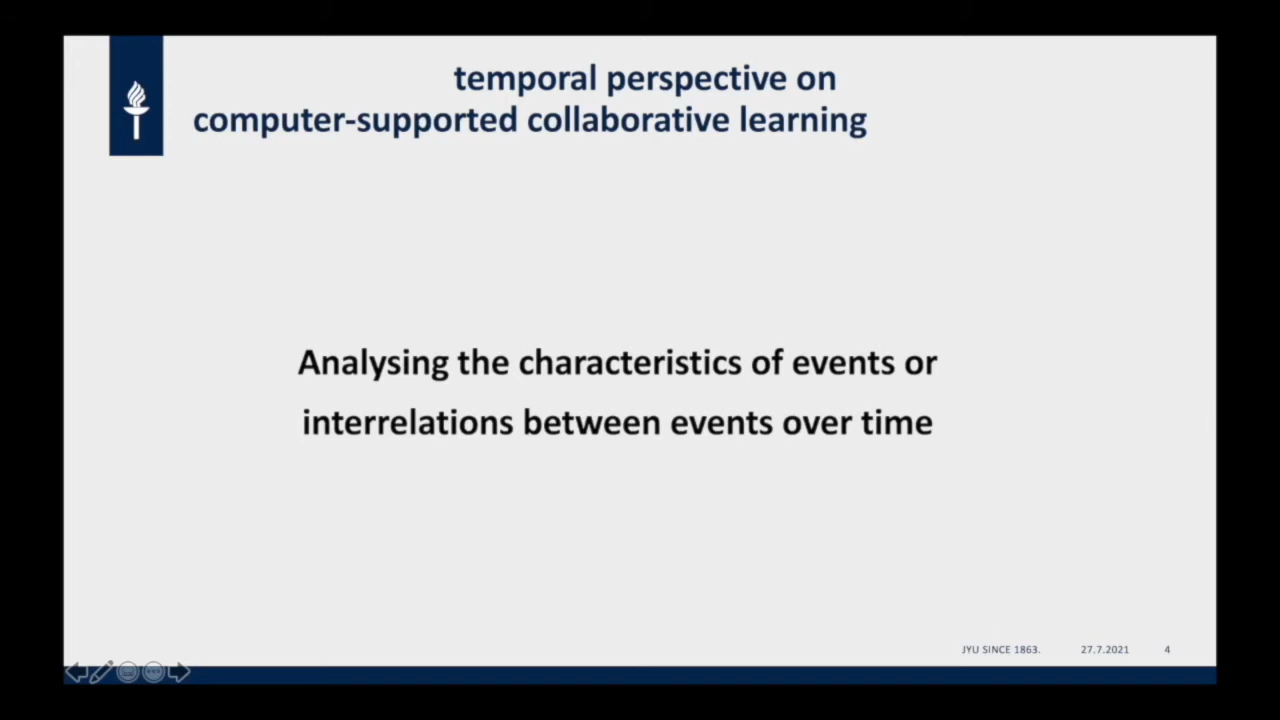 temporal perspective on
computer-supported collaborative learning
Analysing the characteristics of events or
interrelations between events over time
JYU SINCE 1863. 27.7.2021 4